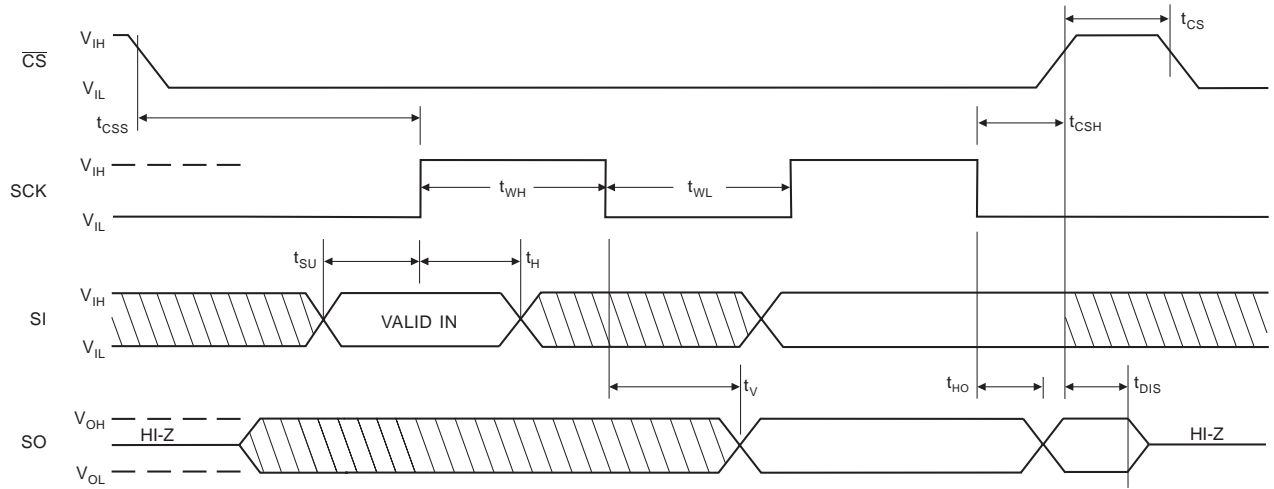 t_CS
V_IH
C̅S̅
V_IL
t_CSS
t_CSH
V_IH
SCK
t_WH
t_WL
V_IL
t_SU
t_H
V_IH
SI
VALID IN
V_IL
t_V
t_HO
t_DIS
V_OH
SO
HI-Z
HI-Z
V_OL